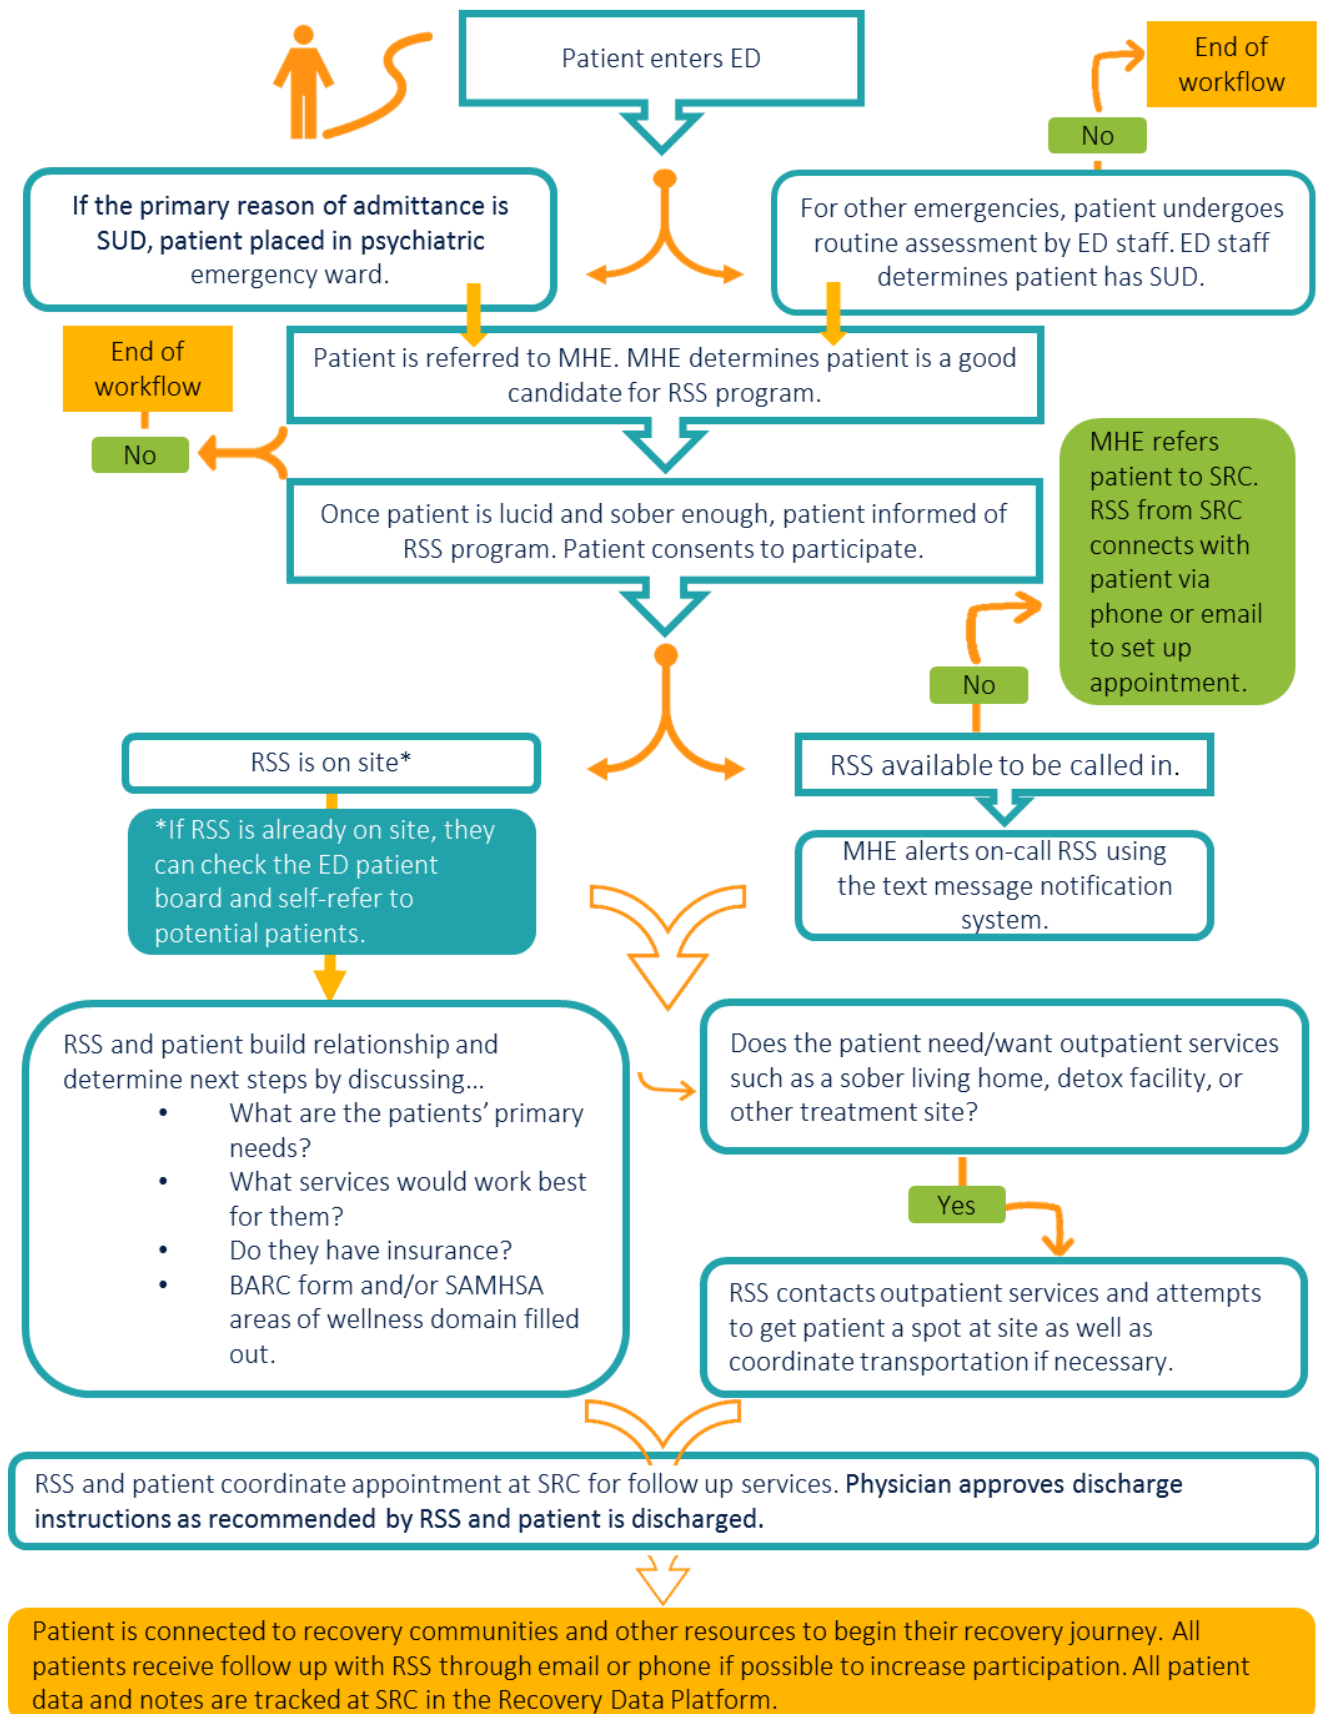 Patient enters ED
End of
workflow
No
If the primary reason of admittance is
SUD, patient placed in psychiatric
emergency ward.
For other emergencies, patient undergoes
routine assessment by ED staff. ED staff
determines patient has SUD.
End of
workflow
No
Patient is referred to MHE. MHE determines patient is a good
candidate for RSS program.
Once patient is lucid and sober enough, patient informed of
RSS program. Patient consents to participate.
MHE refers
patient to SRC.
RSS from SRC
connects with
patient via
phone or email
to set up
appointment.
No
RSS is on site*
RSS available to be called in.
*If RSS is already on site, they
can check the ED patient
board and self-refer to
potential patients.
MHE alerts on-call RSS using
the text message notification
system.
RSS and patient build relationship and
determine next steps by discussing...
• What are the patients’ primary
needs?
• What services would work best
for them?
• Do they have insurance?
• BARC form and/or SAMHSA
areas of wellness domain filled
out.
Does the patient need/want outpatient services
such as a sober living home, detox facility, or
other treatment site?
Yes
RSS contacts outpatient services and attempts
to get patient a spot at site as well as
coordinate transportation if necessary.
RSS and patient coordinate appointment at SRC for follow up services. Physician approves discharge
instructions as recommended by RSS and patient is discharged.
Patient is connected to recovery communities and other resources to begin their recovery journey. All
patients receive follow up with RSS through email or phone if possible to increase participation. All patient
data and notes are tracked at SRC in the Recovery Data Platform.